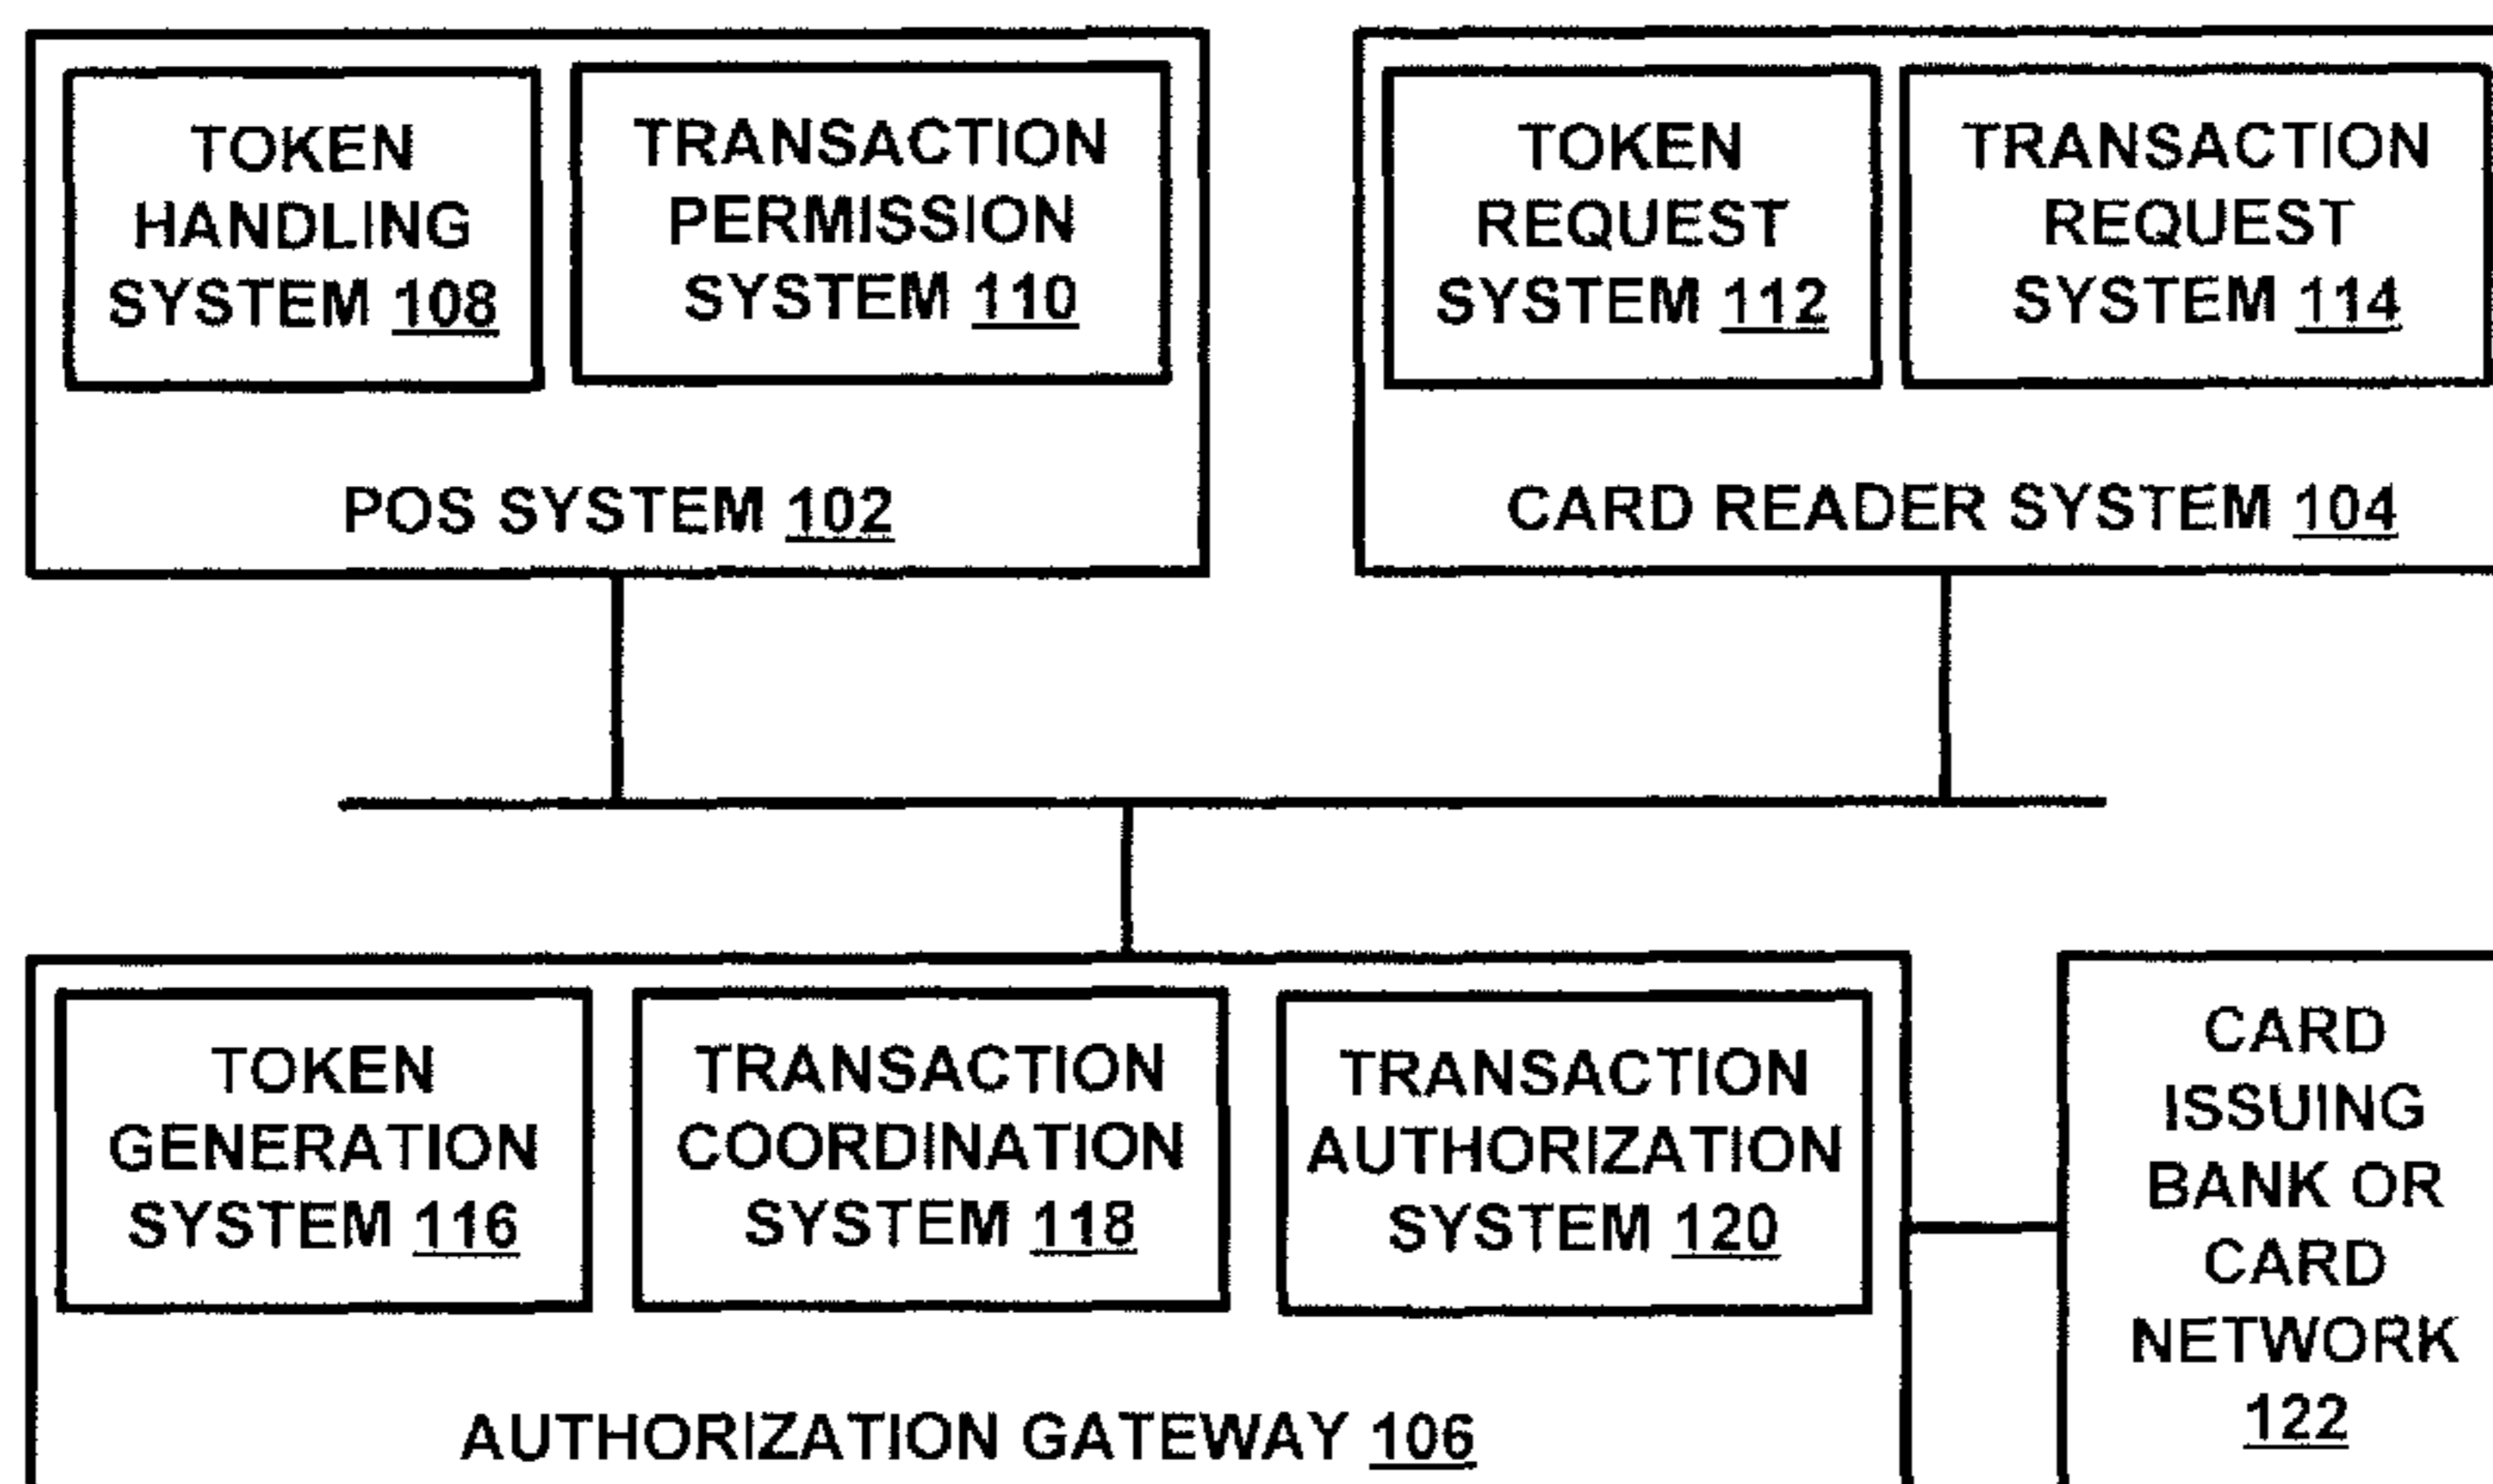 TOKEN
HANDLING
SYSTEM 108
TRANSACTION
PERMISSION
SYSTEM 110
POS SYSTEM 102
TOKEN
REQUEST
SYSTEM 112
TRANSACTION
REQUEST
SYSTEM 114
CARD READER SYSTEM 104
TOKEN
GENERATION
SYSTEM 116
TRANSACTION
COORDINATION
SYSTEM 118
TRANSACTION
AUTHORIZATION
SYSTEM 120
AUTHORIZATION GATEWAY 106
CARD
ISSUING
BANK OR
CARD
NETWORK
122